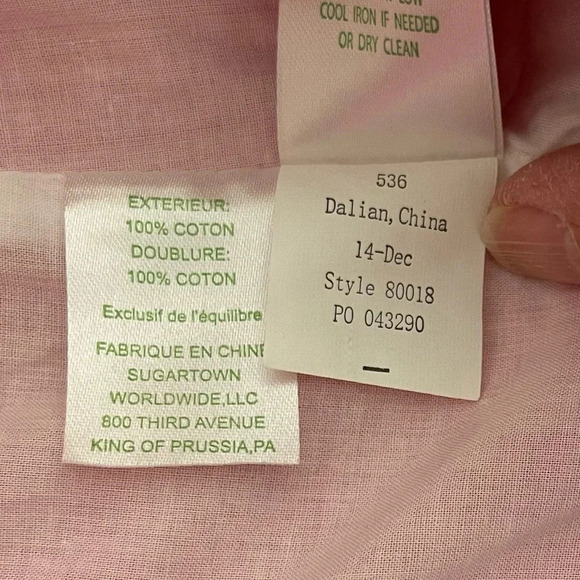 COOL IRON IF NEEDED
OR DRY CLEAN
536
Dalian, China
14-Dec
Style 80018
PO 043290
EXTERIEUR:
100% COTON
DOUBLURE:
100% COTON
Exclusif de l'équilibre
FABRIQUE EN CHINE
SUGARTOWN
WORLDWIDE,LLC
800 THIRD AVENUE
KING OF PRUSSIA,PA